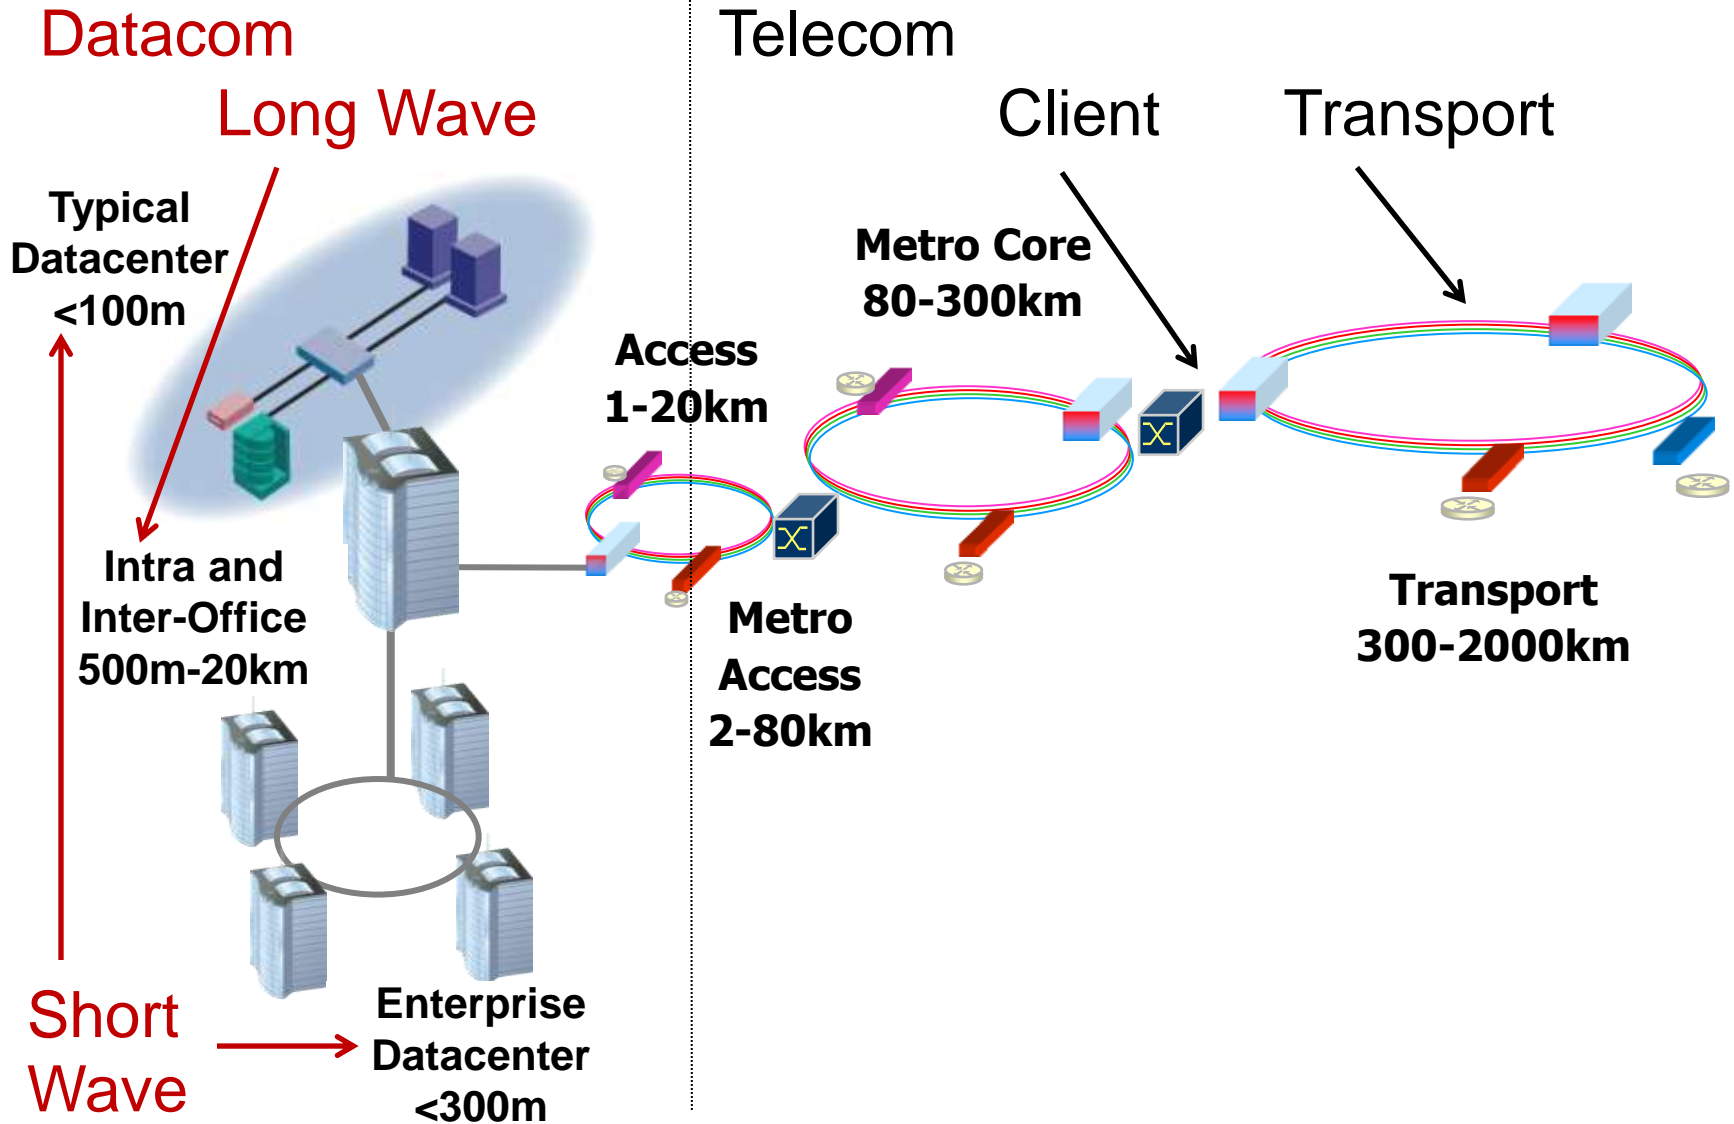 Datacom
Telecom
Long Wave
Client
Transport
Typical
Datacenter
<100m
Metro Core
80-300km
Access
1-20km
Intra and
Inter-Office
500m-20km
Metro
Access
2-80km
Transport
300-2000km
Short
Wave
Enterprise
Datacenter
<300m